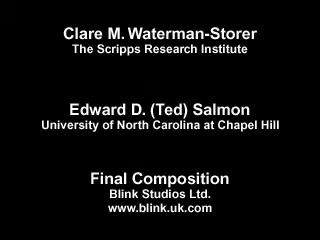 Clare M. Waterman-Storer
The Scripps Research Institute
Edward D. (Ted) Salmon
University of North Carolina at Chapel Hill
Final Composition
Blink Studios Ltd.
www.blink.uk.com